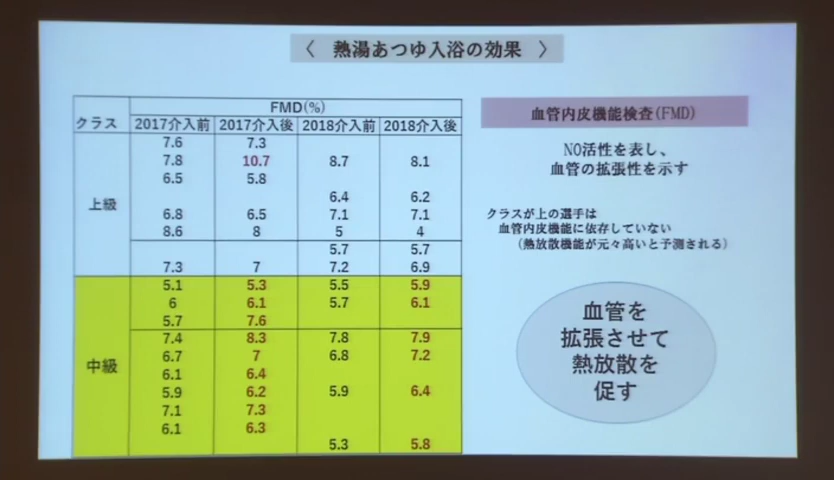 〈 熱湯あつゆ入浴の効果 〉
FMD(%)
クラス 2017介入前 2017介入後 2018介入前 2018介入後
7.6 7.3
7.8 10.7 8.7 8.1
6.5 5.8
上級
6.4 6.2
6.8 6.5 7.1 7.1
8.6 8 5 4
5.7 5.7
7.3 7 7.2 6.9
5.1 5.3 5.5 5.9
6 6.1 5.7 6.1
5.7 7.6
7.4 8.3 7.8 7.9
6.7 7 6.8 7.2
中級
6.1 6.4
5.9 6.2 5.9 6.4
7.1 7.3
6.1 6.3
5.3 5.8
血管内皮機能検査(FMD)
NO活性を表し、
血管の拡張性を示す
クラスが上の選手は
血管内皮機能に依存していない
(熱放散機能が元々高いと予測される)
血管を
拡張させて
熱放散を
促す